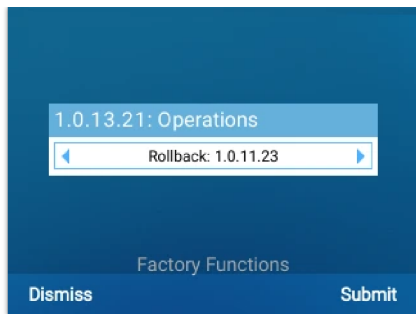 1.0.13.21: Operations
Rollback: 1.0.11.23
Factory Functions
Dismiss
Submit